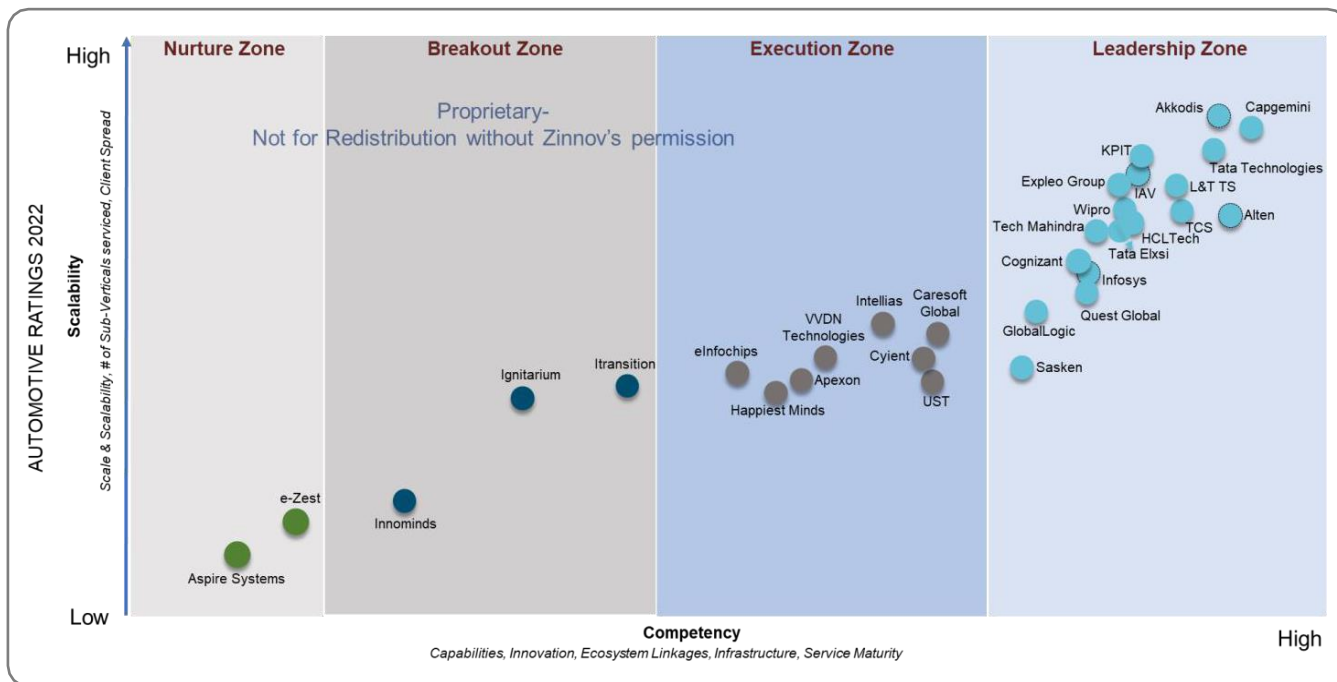 Nurture Zone
Breakout Zone
Execution Zone
Leadership Zone
High
Proprietary-
Not for Redistribution without Zinnov's permission
AUTOMOTIVE RATINGS 2022
Scalability
Scale & Scalability, # of Sub-Verticals serviced, Client Spread
Akkodis
Capgemini
KPIT
Tata Technologies
Expleo Group
IAV
L&T TS
Wipro
Alten
Tech Mahindra
TCS
HCLTech
Tata Elxsi
Cognizant
Infosys
Quest Global
GlobalLogic
Sasken
Intellias
Caresoft
Global
VVDN
Technologies
eInfochips
Cyient
Apexon
Happiest Minds
UST
Itransition
Ignitarium
Innominds
e-Zest
Aspire Systems
Low
Competency
High
Capabilities, Innovation, Ecosystem Linkages, Infrastructure, Service Maturity